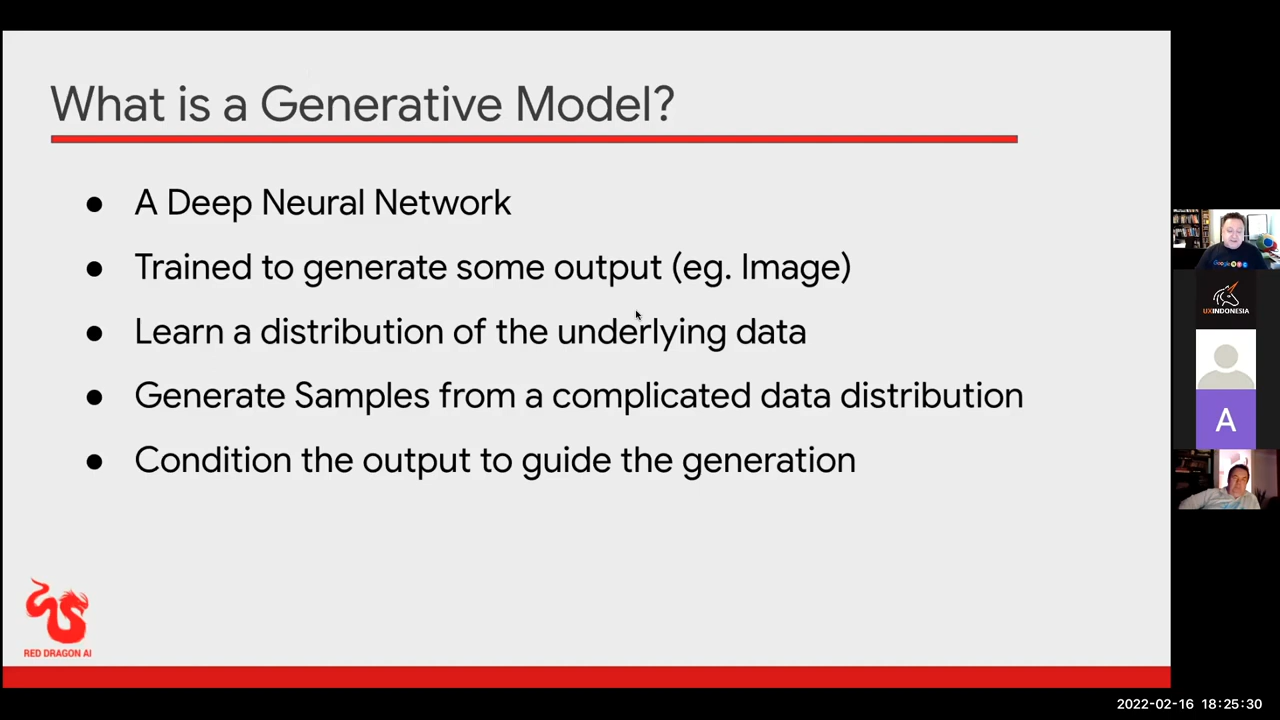 What is a Generative Model?
● A Deep Neural Network
● Trained to generate some output (eg. Image)
● Learn a distribution of the underlying data
● Generate Samples from a complicated data distribution
● Condition the output to guide the generation
RED DRAGON AI
UXINDONESIA
A
2022-02-16 18:25:30